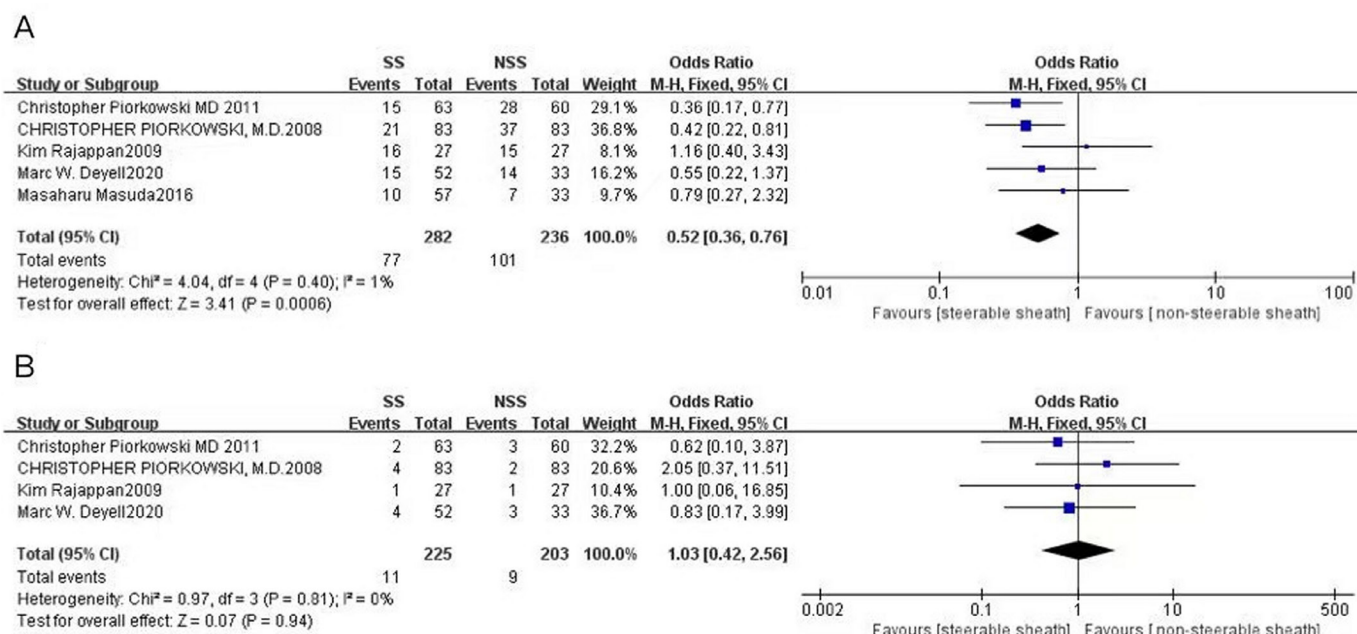 A
SS NSS Odds Ratio Odds Ratio
Study or Subgroup Events Total Events Total Weight M-H, Fixed, 95% CI M-H, Fixed, 95% CI
Christopher Piorkowski MD 2011 15 63 28 60 29.1% 0.36 [0.17, 0.77]
CHRISTOPHER PIORKOWSKI, M.D.2008 21 83 37 83 36.8% 0.42 [0.22, 0.81]
Kim Rajappan2009 16 27 15 27 8.1% 1.16 [0.40, 3.43]
Marc W. Deyell2020 15 52 14 33 16.2% 0.55 [0.22, 1.37]
Masaharu Masuda2016 10 57 7 33 9.7% 0.79 [0.27, 2.32]
Total (95% CI) 282 236 100.0% 0.52 [0.36, 0.76]
Total events 77 101
Heterogeneity: Chi² = 4.04, df = 4 (P = 0.40); I² = 1%
Test for overall effect: Z = 3.41 (P = 0.0006)
0.01 0.1 1 10 100
Favours [steerable sheath] Favours [ non-steerable sheath]
B
SS NSS Odds Ratio Odds Ratio
Study or Subgroup Events Total Events Total Weight M-H, Fixed, 95% CI M-H, Fixed, 95% CI
Christopher Piorkowski MD 2011 2 63 3 60 32.2% 0.62 [0.10, 3.87]
CHRISTOPHER PIORKOWSKI, M.D.2008 4 83 2 83 20.6% 2.05 [0.37, 11.51]
Kim Rajappan2009 1 27 1 27 10.4% 1.00 [0.06, 16.85]
Marc W. Deyell2020 4 52 3 33 36.7% 0.83 [0.17, 3.99]
Total (95% CI) 225 203 100.0% 1.03 [0.42, 2.56]
Total events 11 9
Heterogeneity: Chi² = 0.97, df = 3 (P = 0.81); I² = 0%
Test for overall effect: Z = 0.07 (P = 0.94)
0.002 0.1 1 10 500
Favours [steerable sheath] Favours [ non-steerable sheath]